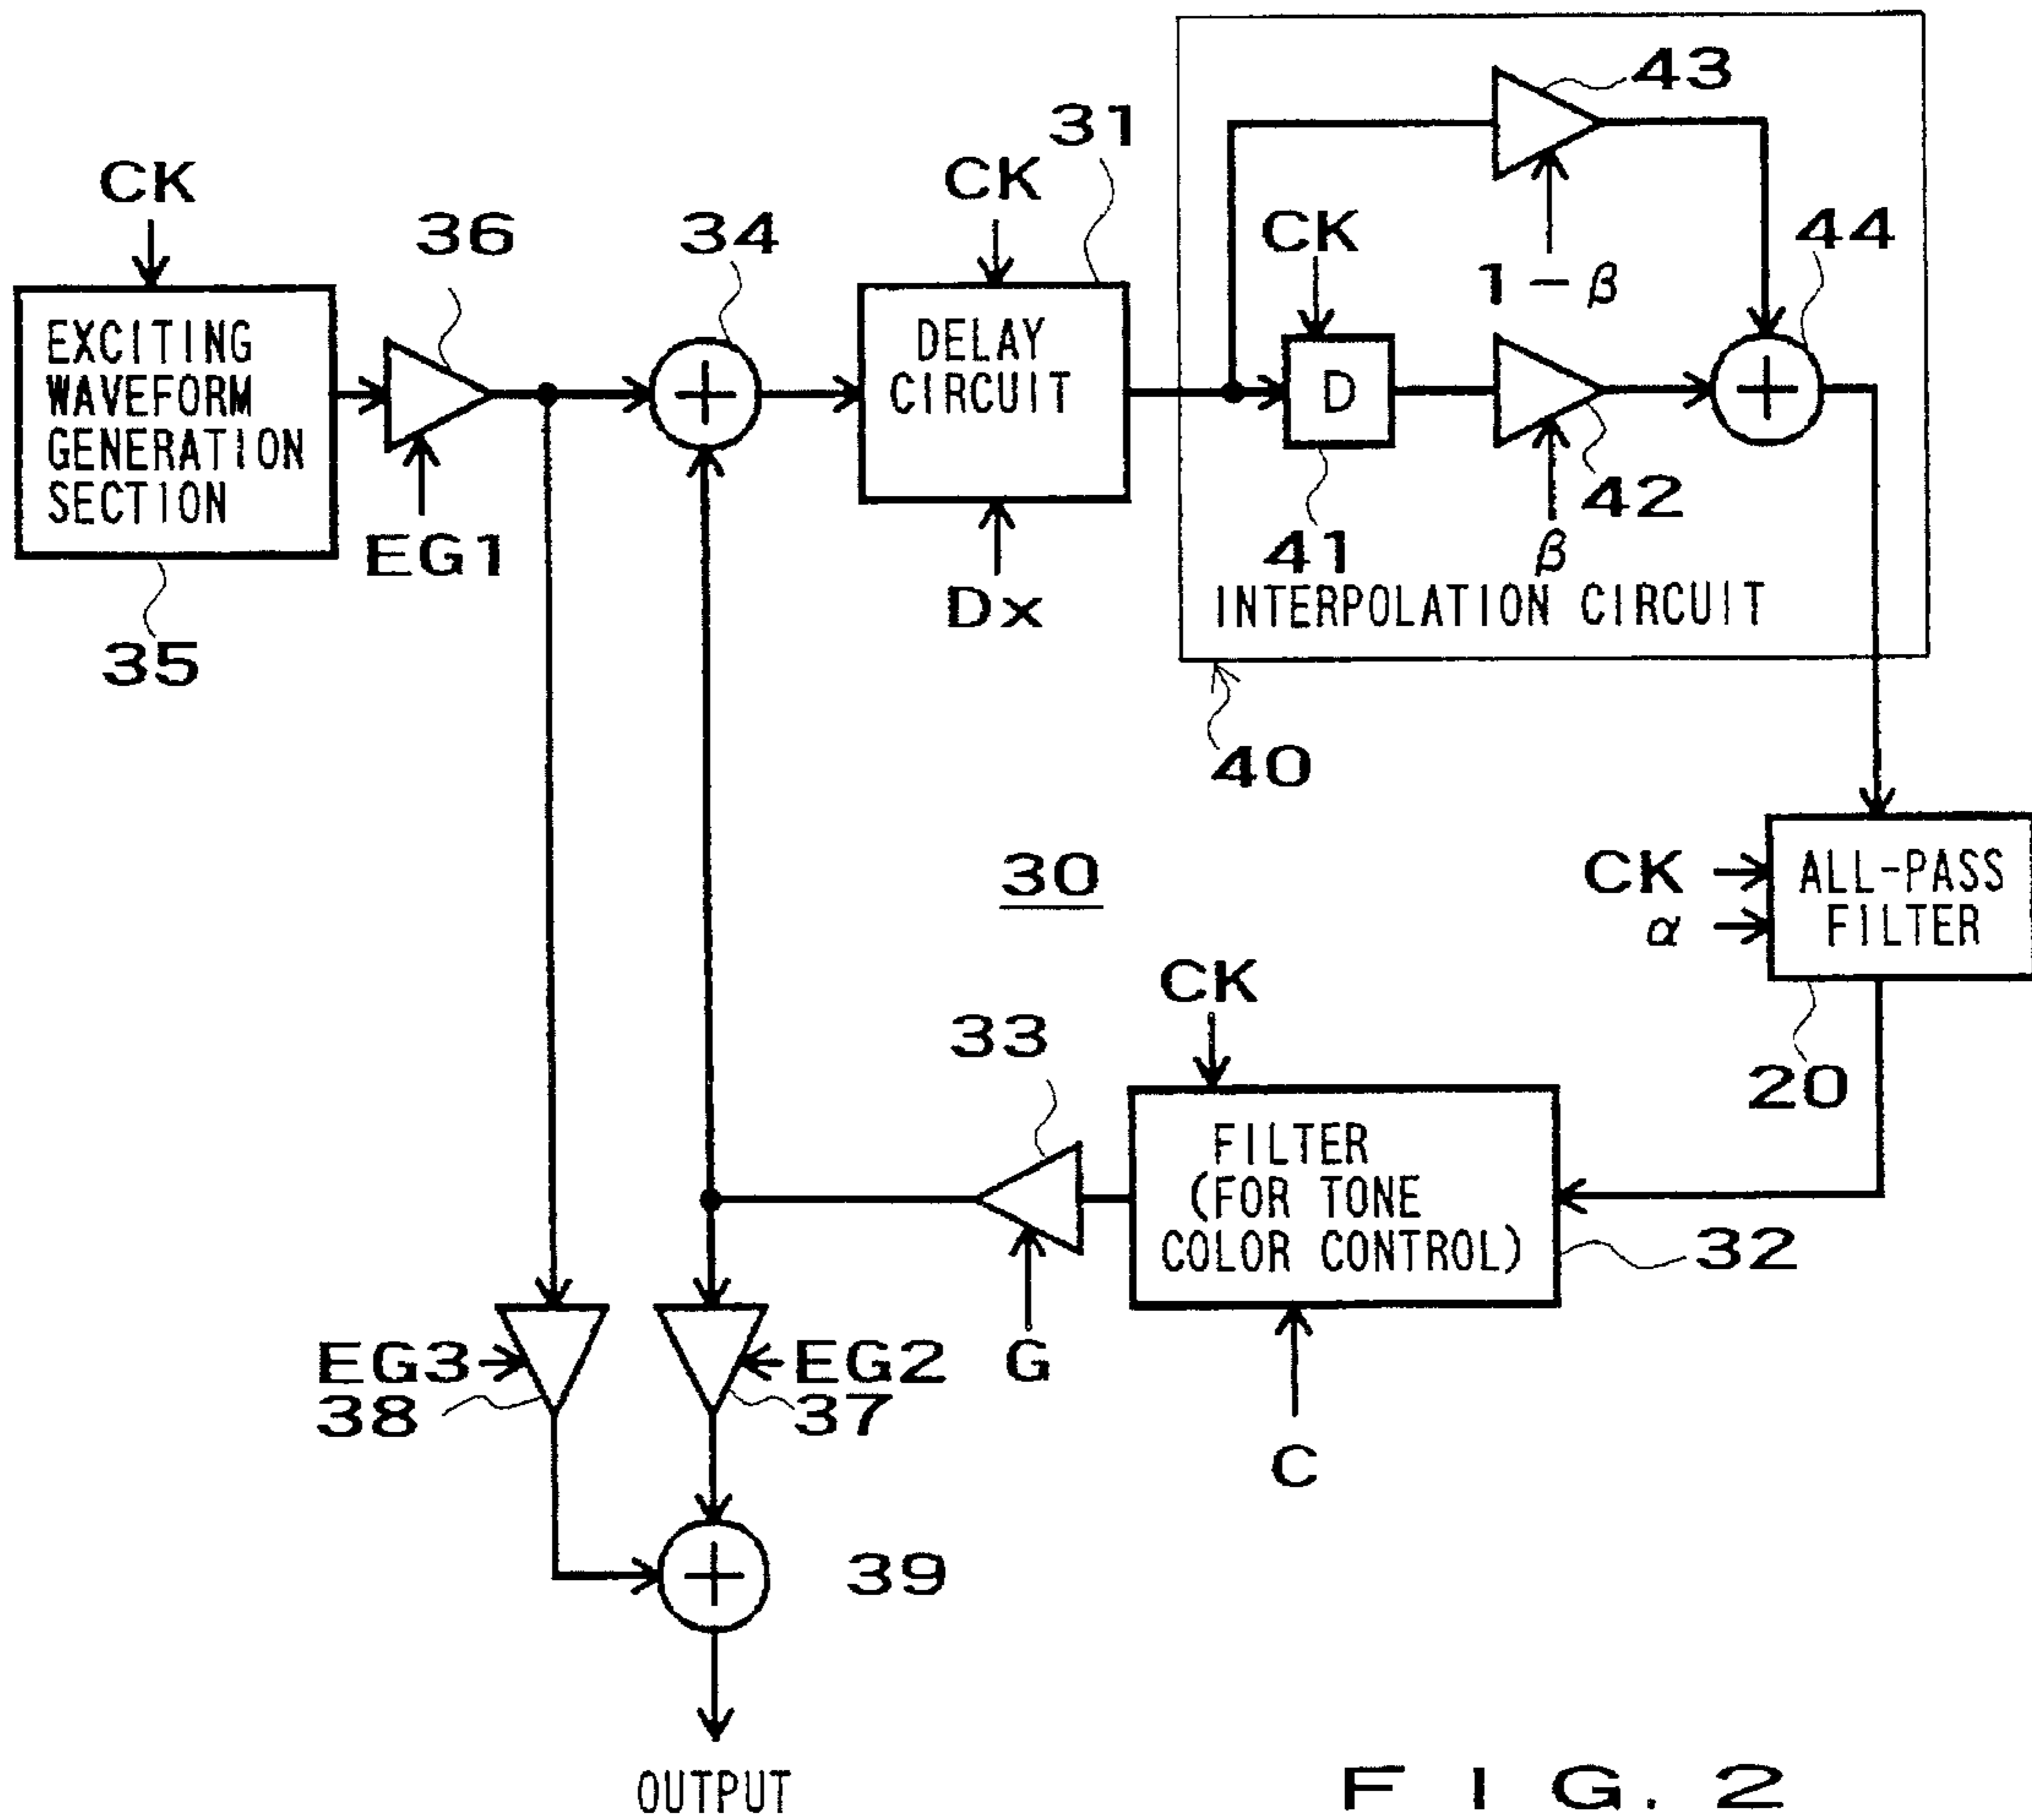 43
31
CK
CK
36
34
CK
44
1-β
EXCITING
WAVEFORM
GENERATION
SECTION
DELAY
CIRCUIT
D
42
EG1
41
β
Dx
INTERPOLATION CIRCUIT
35
40
30
CK
α
ALL-PASS
FILTER
CK
33
20
FILTER
(FOR TONE
COLOR CONTROL)
32
EG3
EG2
G
38
37
C
39
OUTPUT
FIG. 2